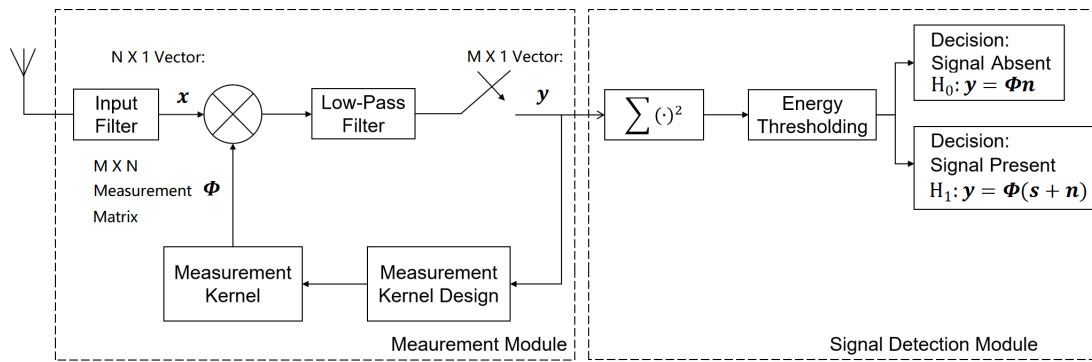 N X 1 Vector:
M X 1 Vector:
Input
Filter
x
Low-Pass
Filter
y
M X N
Measurement
Matrix
Φ
Measurement
Kernel
Measurement
Kernel Design
Meaurement Module
∑(·)²
Energy
Thresholding
Decision:
Signal Absent
H₀: y = Φn
Decision:
Signal Present
H₁: y = Φ(s + n)
Signal Detection Module